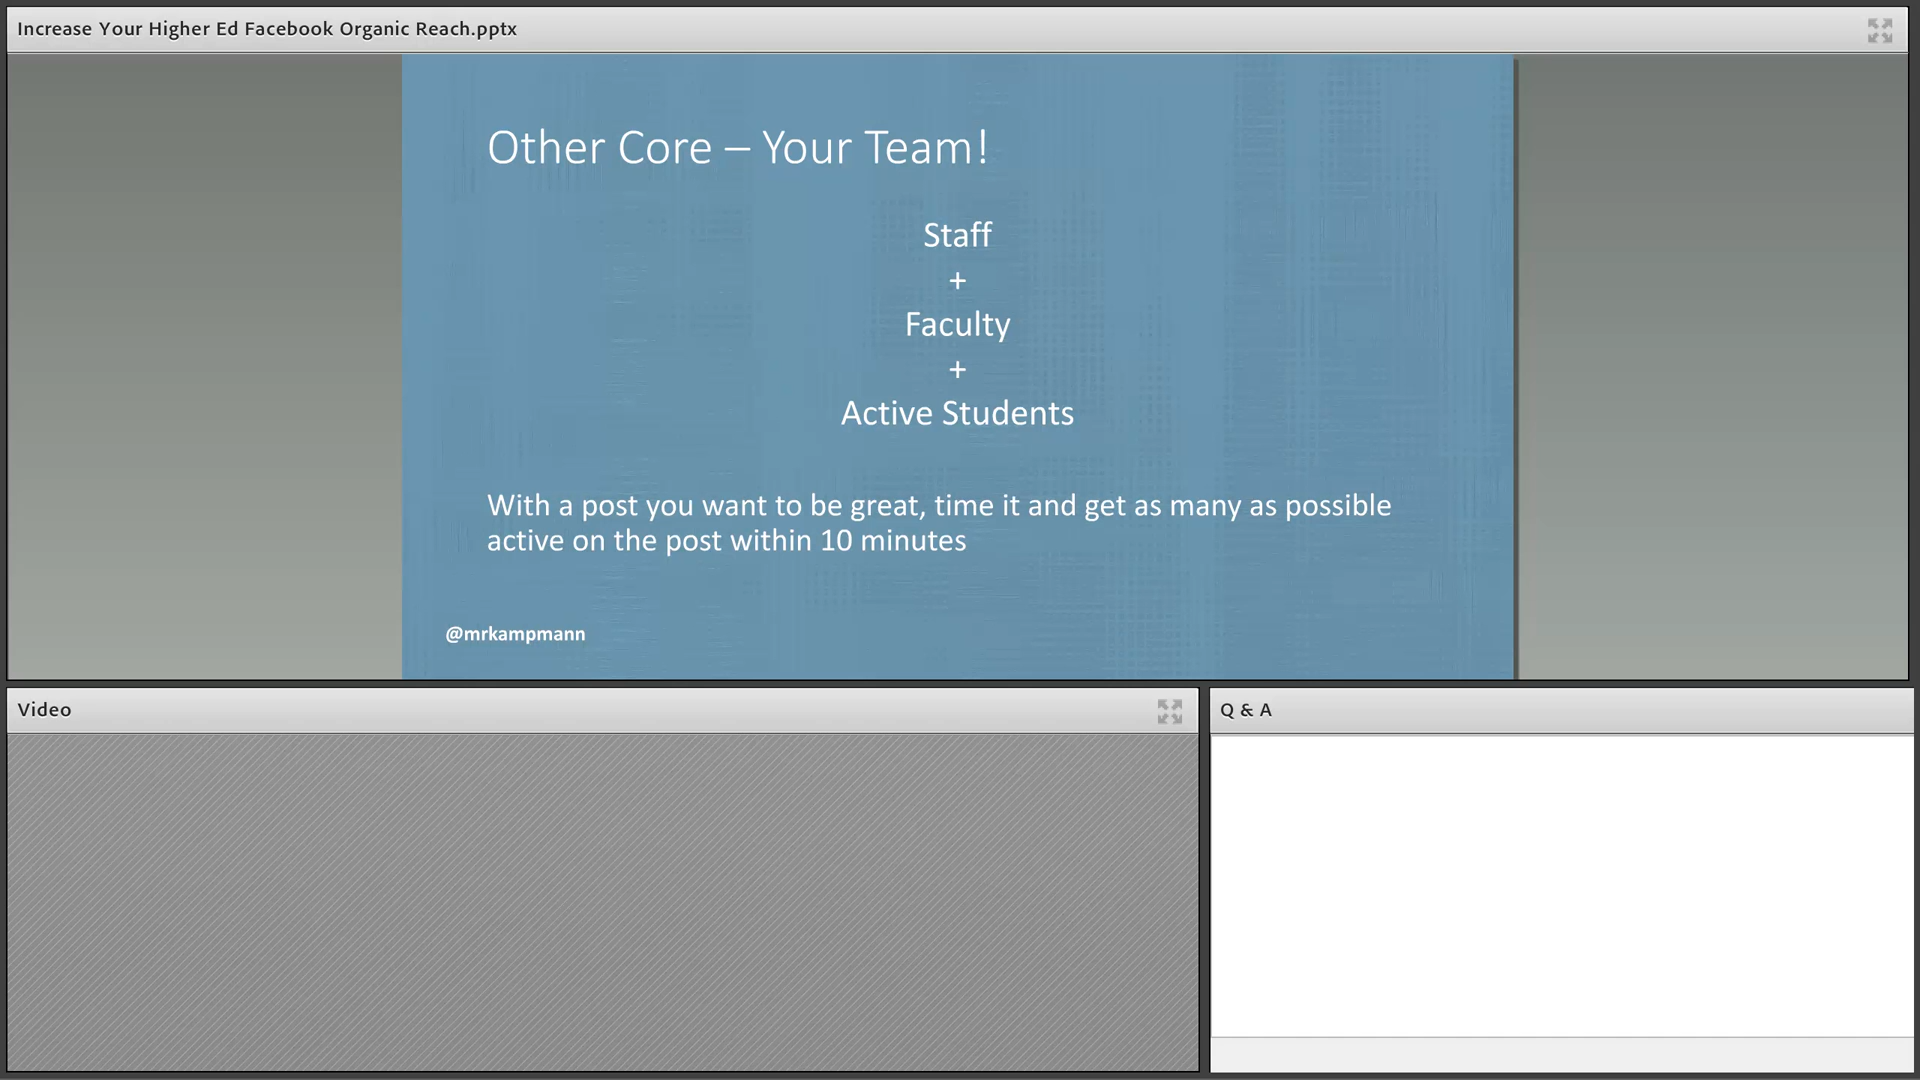 Increase Your Higher Ed Facebook Organic Reach.pptx
Other Core – Your Team!
Staff
+
Faculty
+
Active Students
With a post you want to be great, time it and get as many as possible
active on the post within 10 minutes
@mrkampmann
Video
Q & A